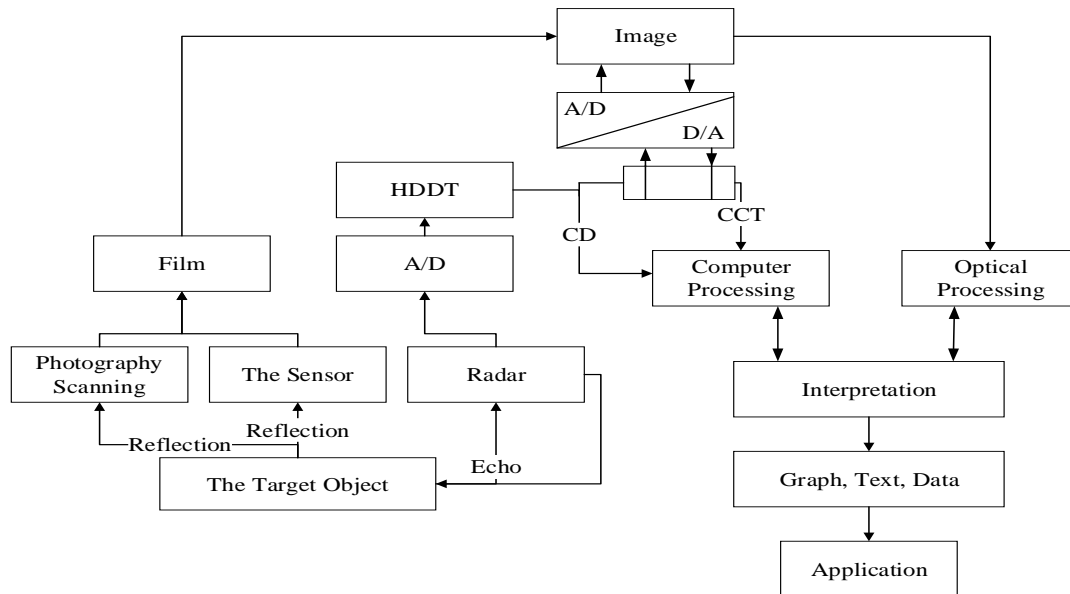 Image
A/D
D/A
HDDT
CCT
CD
Film
A/D
Computer
Processing
Optical
Processing
Photography
Scanning
The Sensor
Radar
Interpretation
Reflection
Reflection
Echo
The Target Object
Graph, Text, Data
Application